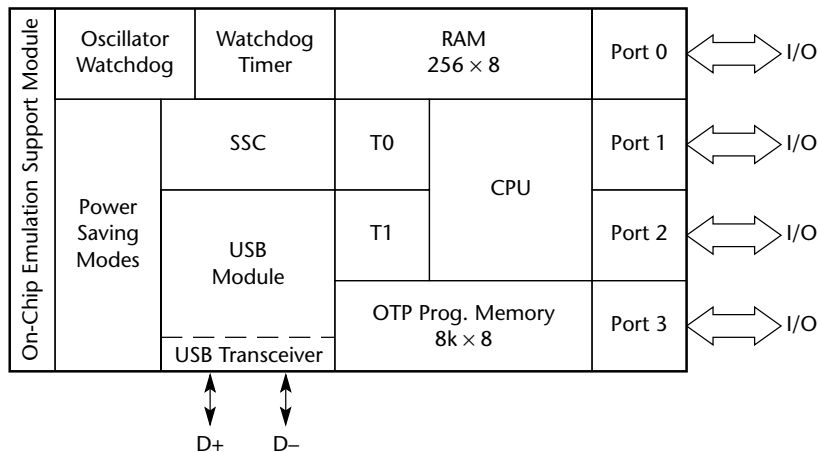 On-Chip Emulation Support Module
Oscillator
Watchdog
Watchdog
Timer
RAM
256 × 8
Port 0
I/O
Power
Saving
Modes
SSC
T0
CPU
Port 1
I/O
USB
Module
T1
Port 2
I/O
USB Transceiver
OTP Prog. Memory
8k × 8
Port 3
I/O
D+
D–